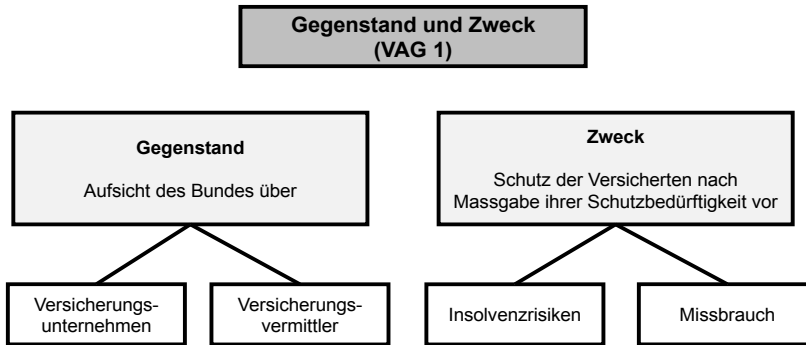 Gegenstand und Zweck
(VAG 1)
Gegenstand
Aufsicht des Bundes über
Zweck
Schutz der Versicherten nach
Massgabe ihrer Schutzbedürftigkeit vor
Versicherungs-
unternehmen
Versicherungs-
vermittler
Insolvenzrisiken
Missbrauch